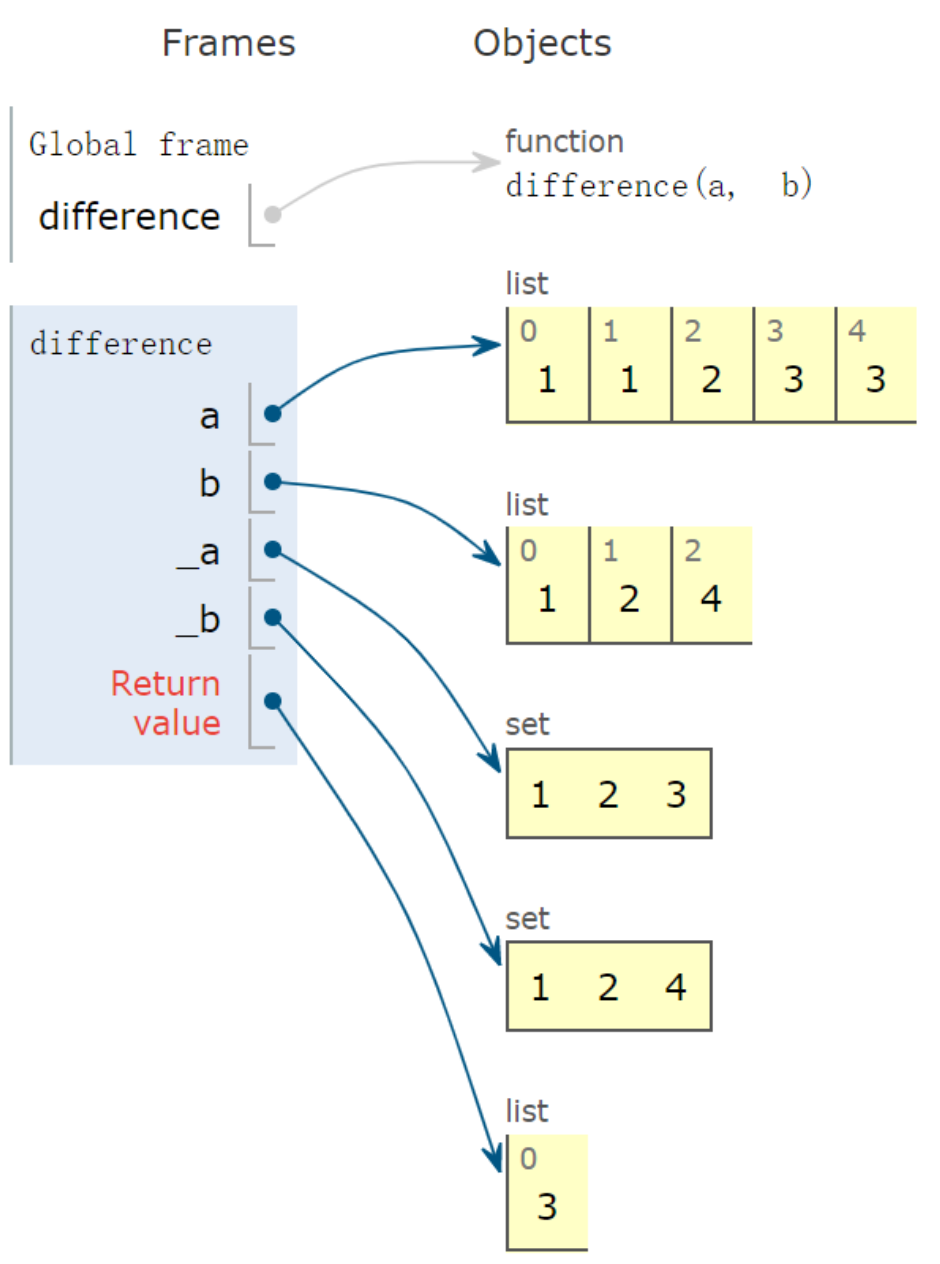 Frames Objects
Global frame
difference
function
difference(a, b)
difference
a
b
_a
_b
Return
value
list
0 1 2 3 4
1 1 2 3 3
list
0 1 2
1 2 4
set
1 2 3
set
1 2 4
list
0
3